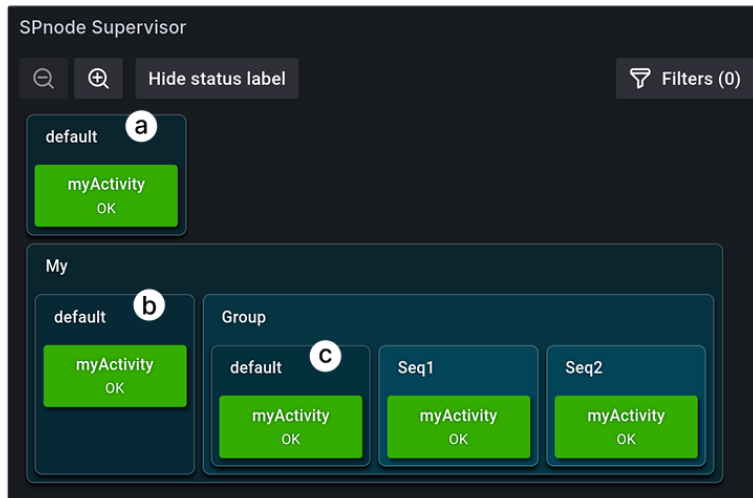 SPnode Supervisor
Hide status label
Filters (0)
default
a
myActivity
OK
My
default
b
myActivity
OK
Group
default
c
myActivity
OK
Seq1
myActivity
OK
Seq2
myActivity
OK